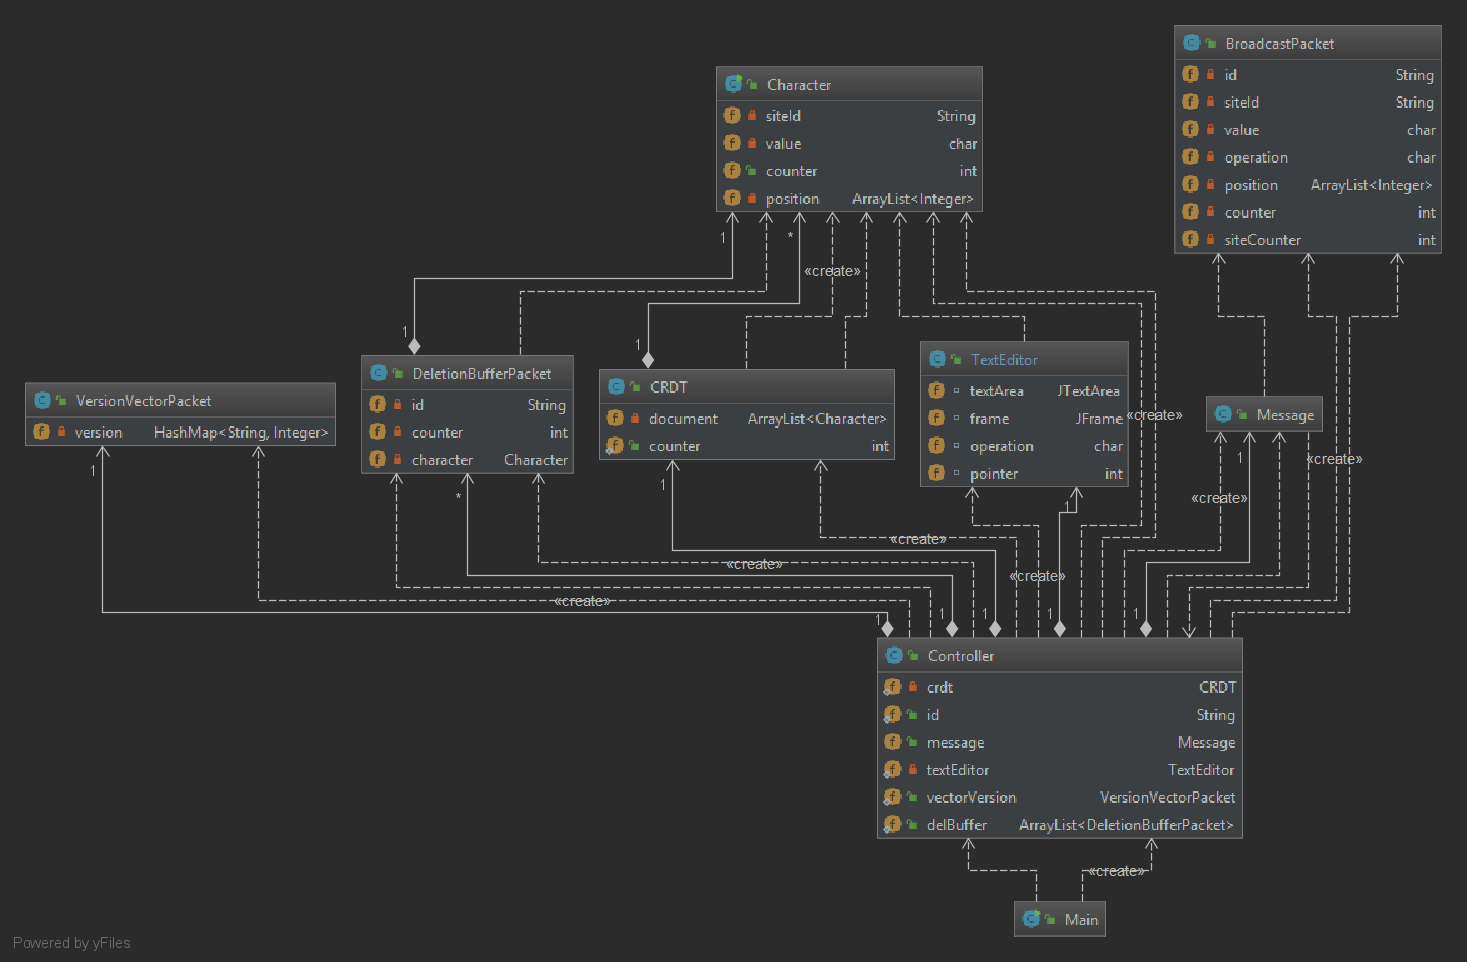 BroadcastPacket
id String
siteId String
value char
operation char
position ArrayList<Integer>
counter int
siteCounter int
Character
siteId String
value char
counter int
position ArrayList<Integer>
1
*
«create»
1
1
DeletionBufferPacket
id String
counter int
character Character
CRDT
document ArrayList<Character>
counter int
TextEditor
textArea JTextArea
frame JFrame
operation char
pointer int
VersionVectorPacket
version HashMap<String, Integer>
Message
«create»
«create»
«create»
1
*
1
1
1
«create»
«create»
«create»
«create»
1
1
1
1
1
Controller
crdt CRDT
id String
message Message
textEditor TextEditor
vectorVersion VersionVectorPacket
delBuffer ArrayList<DeletionBufferPacket>
«create»
Main
Powered by yFiles